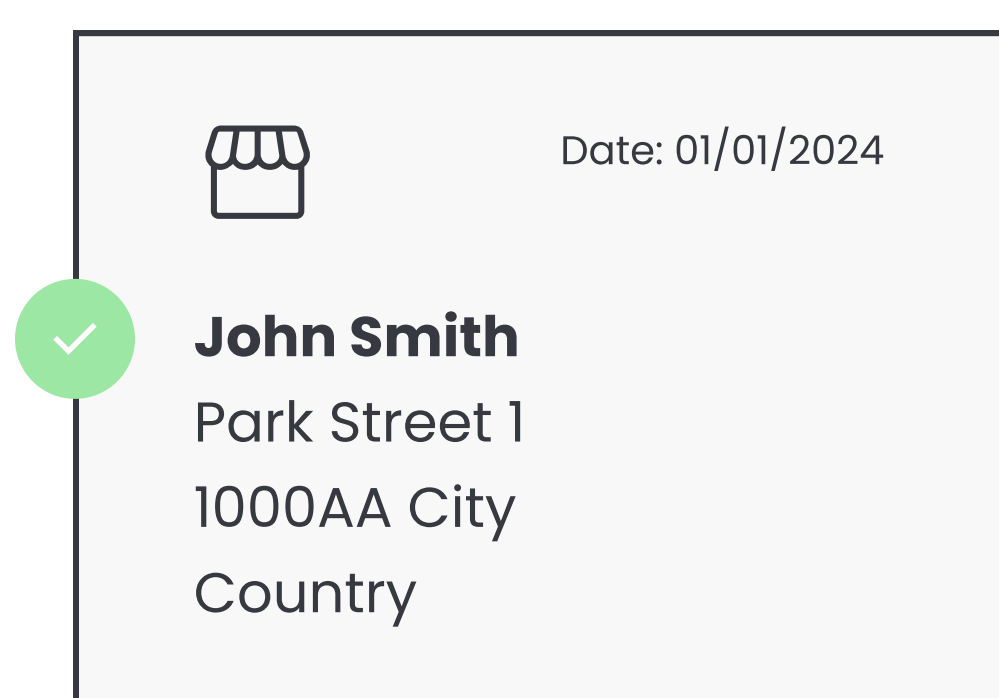 Date: 01/01/2024
John Smith
Park Street 1
1000AA City
Country